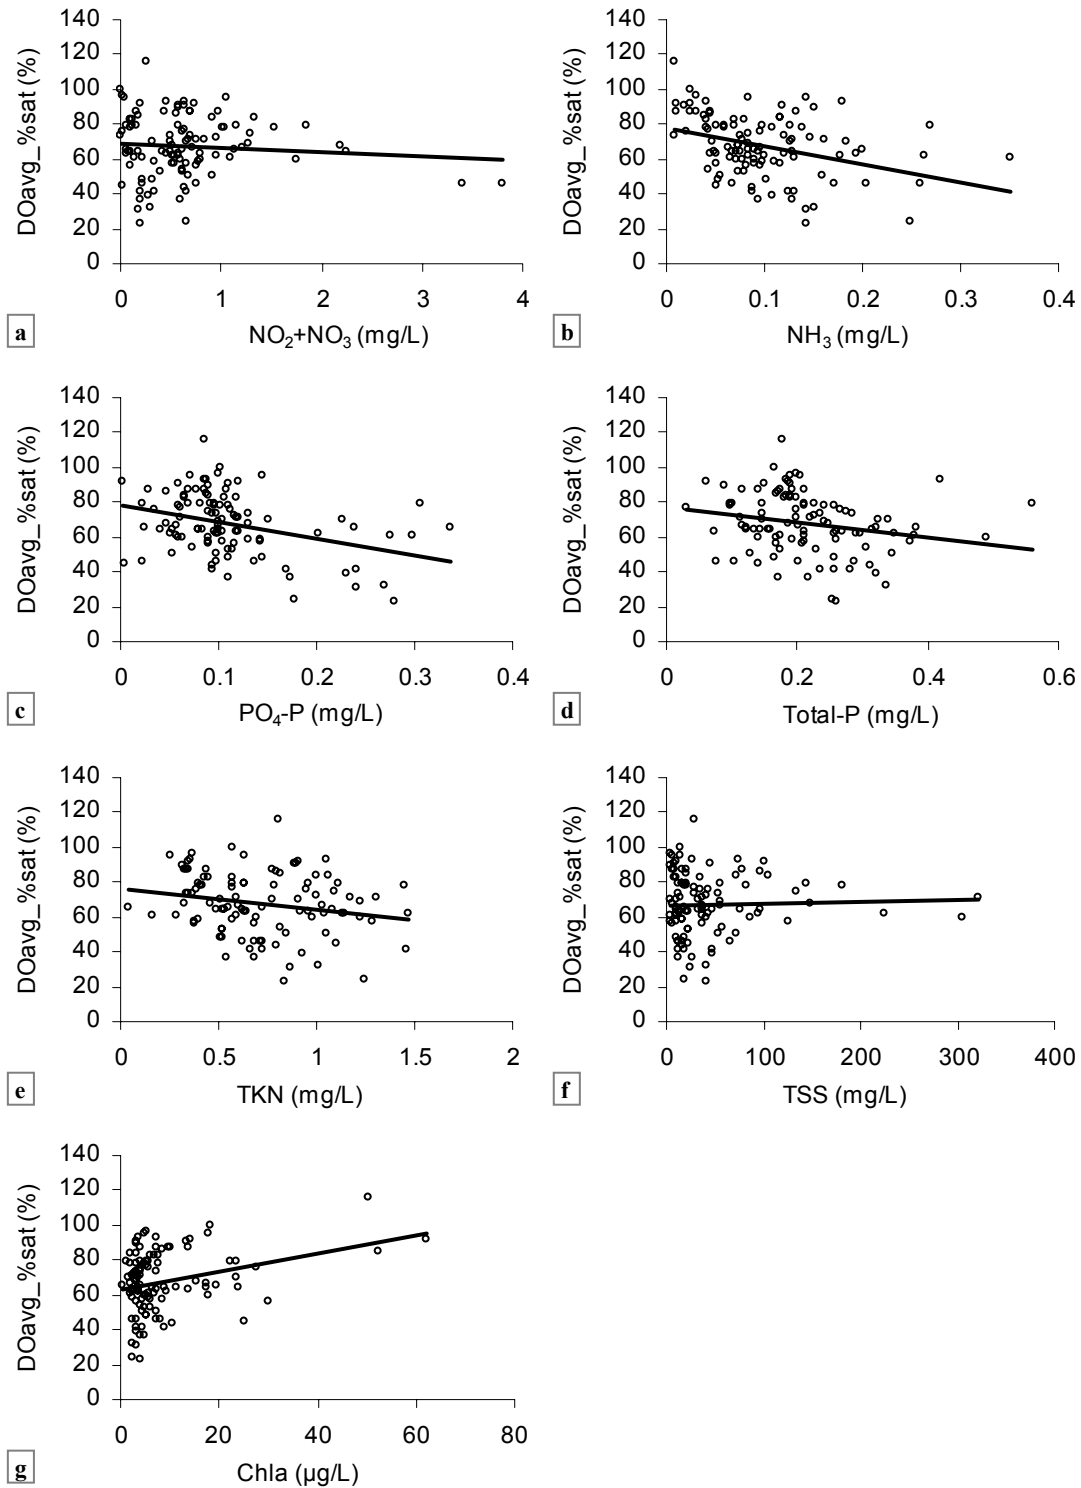 140
120
100
80
60
40
20
0
DOavg_%sat (%)
0 1 2 3 4
NO₂+NO₃ (mg/L)
a
140
120
100
80
60
40
20
0
DOavg_%sat (%)
0 0.1 0.2 0.3 0.4
NH₃ (mg/L)
b
140
120
100
80
60
40
20
0
DOavg_%sat (%)
0 0.1 0.2 0.3 0.4
PO₄-P (mg/L)
c
140
120
100
80
60
40
20
0
DOavg_%sat (%)
0 0.2 0.4 0.6
Total-P (mg/L)
d
140
120
100
80
60
40
20
0
DOavg_%sat (%)
0 0.5 1 1.5 2
TKN (mg/L)
e
140
120
100
80
60
40
20
0
DOavg_%sat (%)
0 100 200 300 400
TSS (mg/L)
f
140
120
100
80
60
40
20
0
DOavg_%sat (%)
0 20 40 60 80
Chla (µg/L)
g